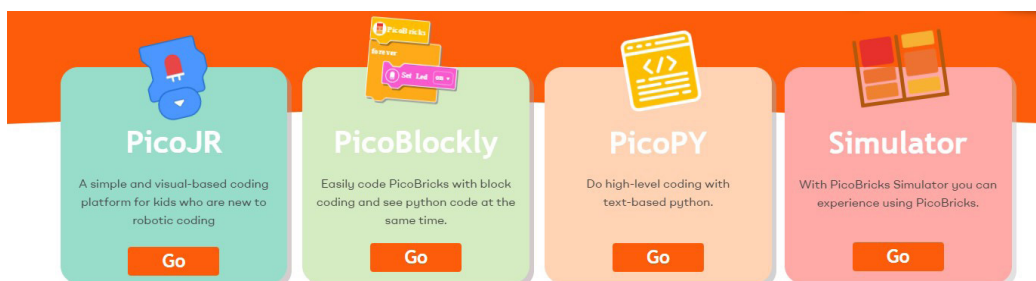 PicoBricks
Forever
Set Led on
PicoJR
A simple and visual-based coding
platform for kids who are new to
robotic coding
Go
PicoBlockly
Easily code PicoBricks with block
coding and see python code at the
same time.
Go
</>
PicoPY
Do high-level coding with
text-based python.
Go
Simulator
With PicoBricks Simulator you can
experience using PicoBricks.
Go